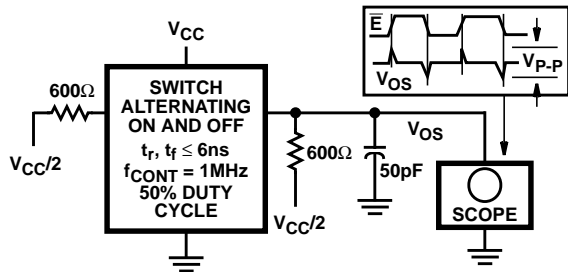 E
V_OS
V_P-P
V_CC
600Ω
V_CC/2
SWITCH
ALTERNATING
ON AND OFF
t_r, t_f ≤ 6ns
f_CONT = 1MHz
50% DUTY
CYCLE
600Ω
V_CC/2
50pF
V_OS
SCOPE